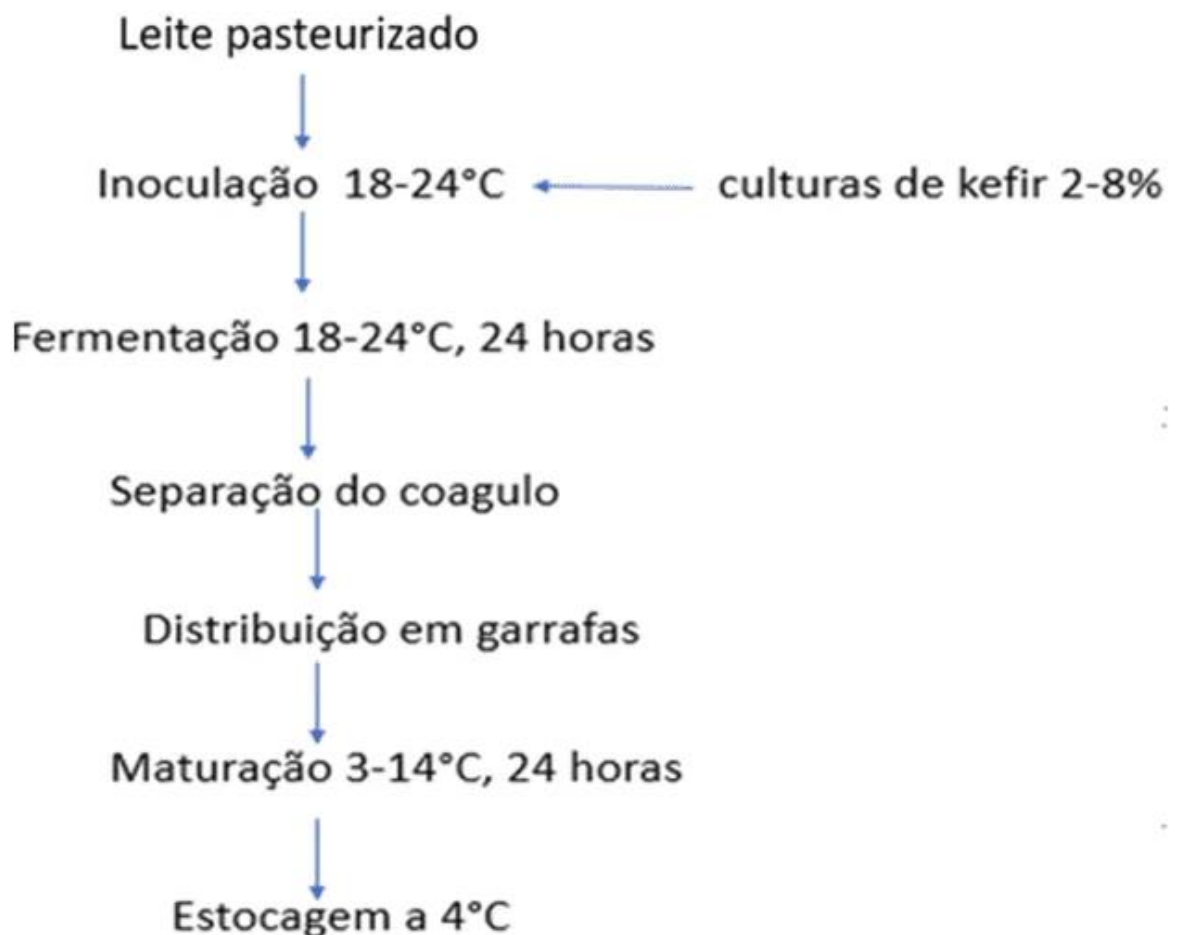 Leite pasteurizado
Inoculação 18-24°C culturas de kefir 2-8%
Fermentação 18-24°C, 24 horas
Separação do coagulo
Distribuição em garrafas
Maturação 3-14°C, 24 horas
Estocagem a 4°C